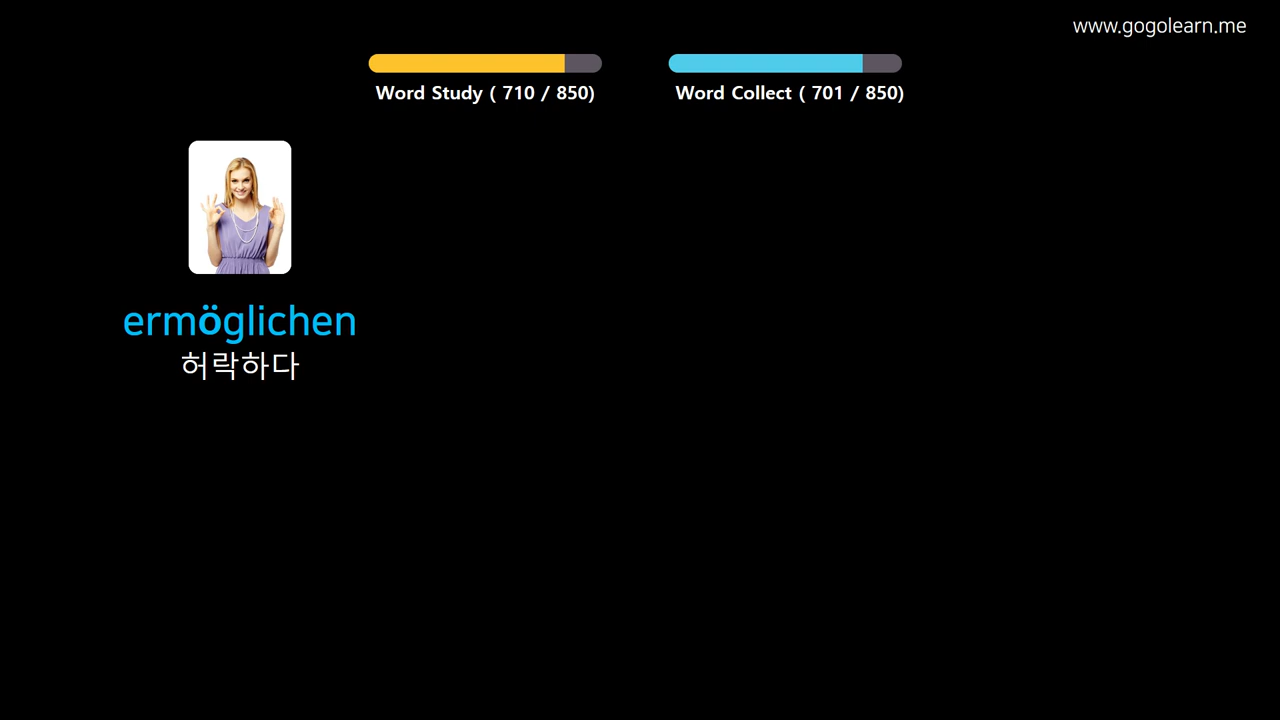 www.gogolearn.me
Word Study ( 710 / 850)
Word Collect ( 701 / 850)
ermöglichen
허락하다